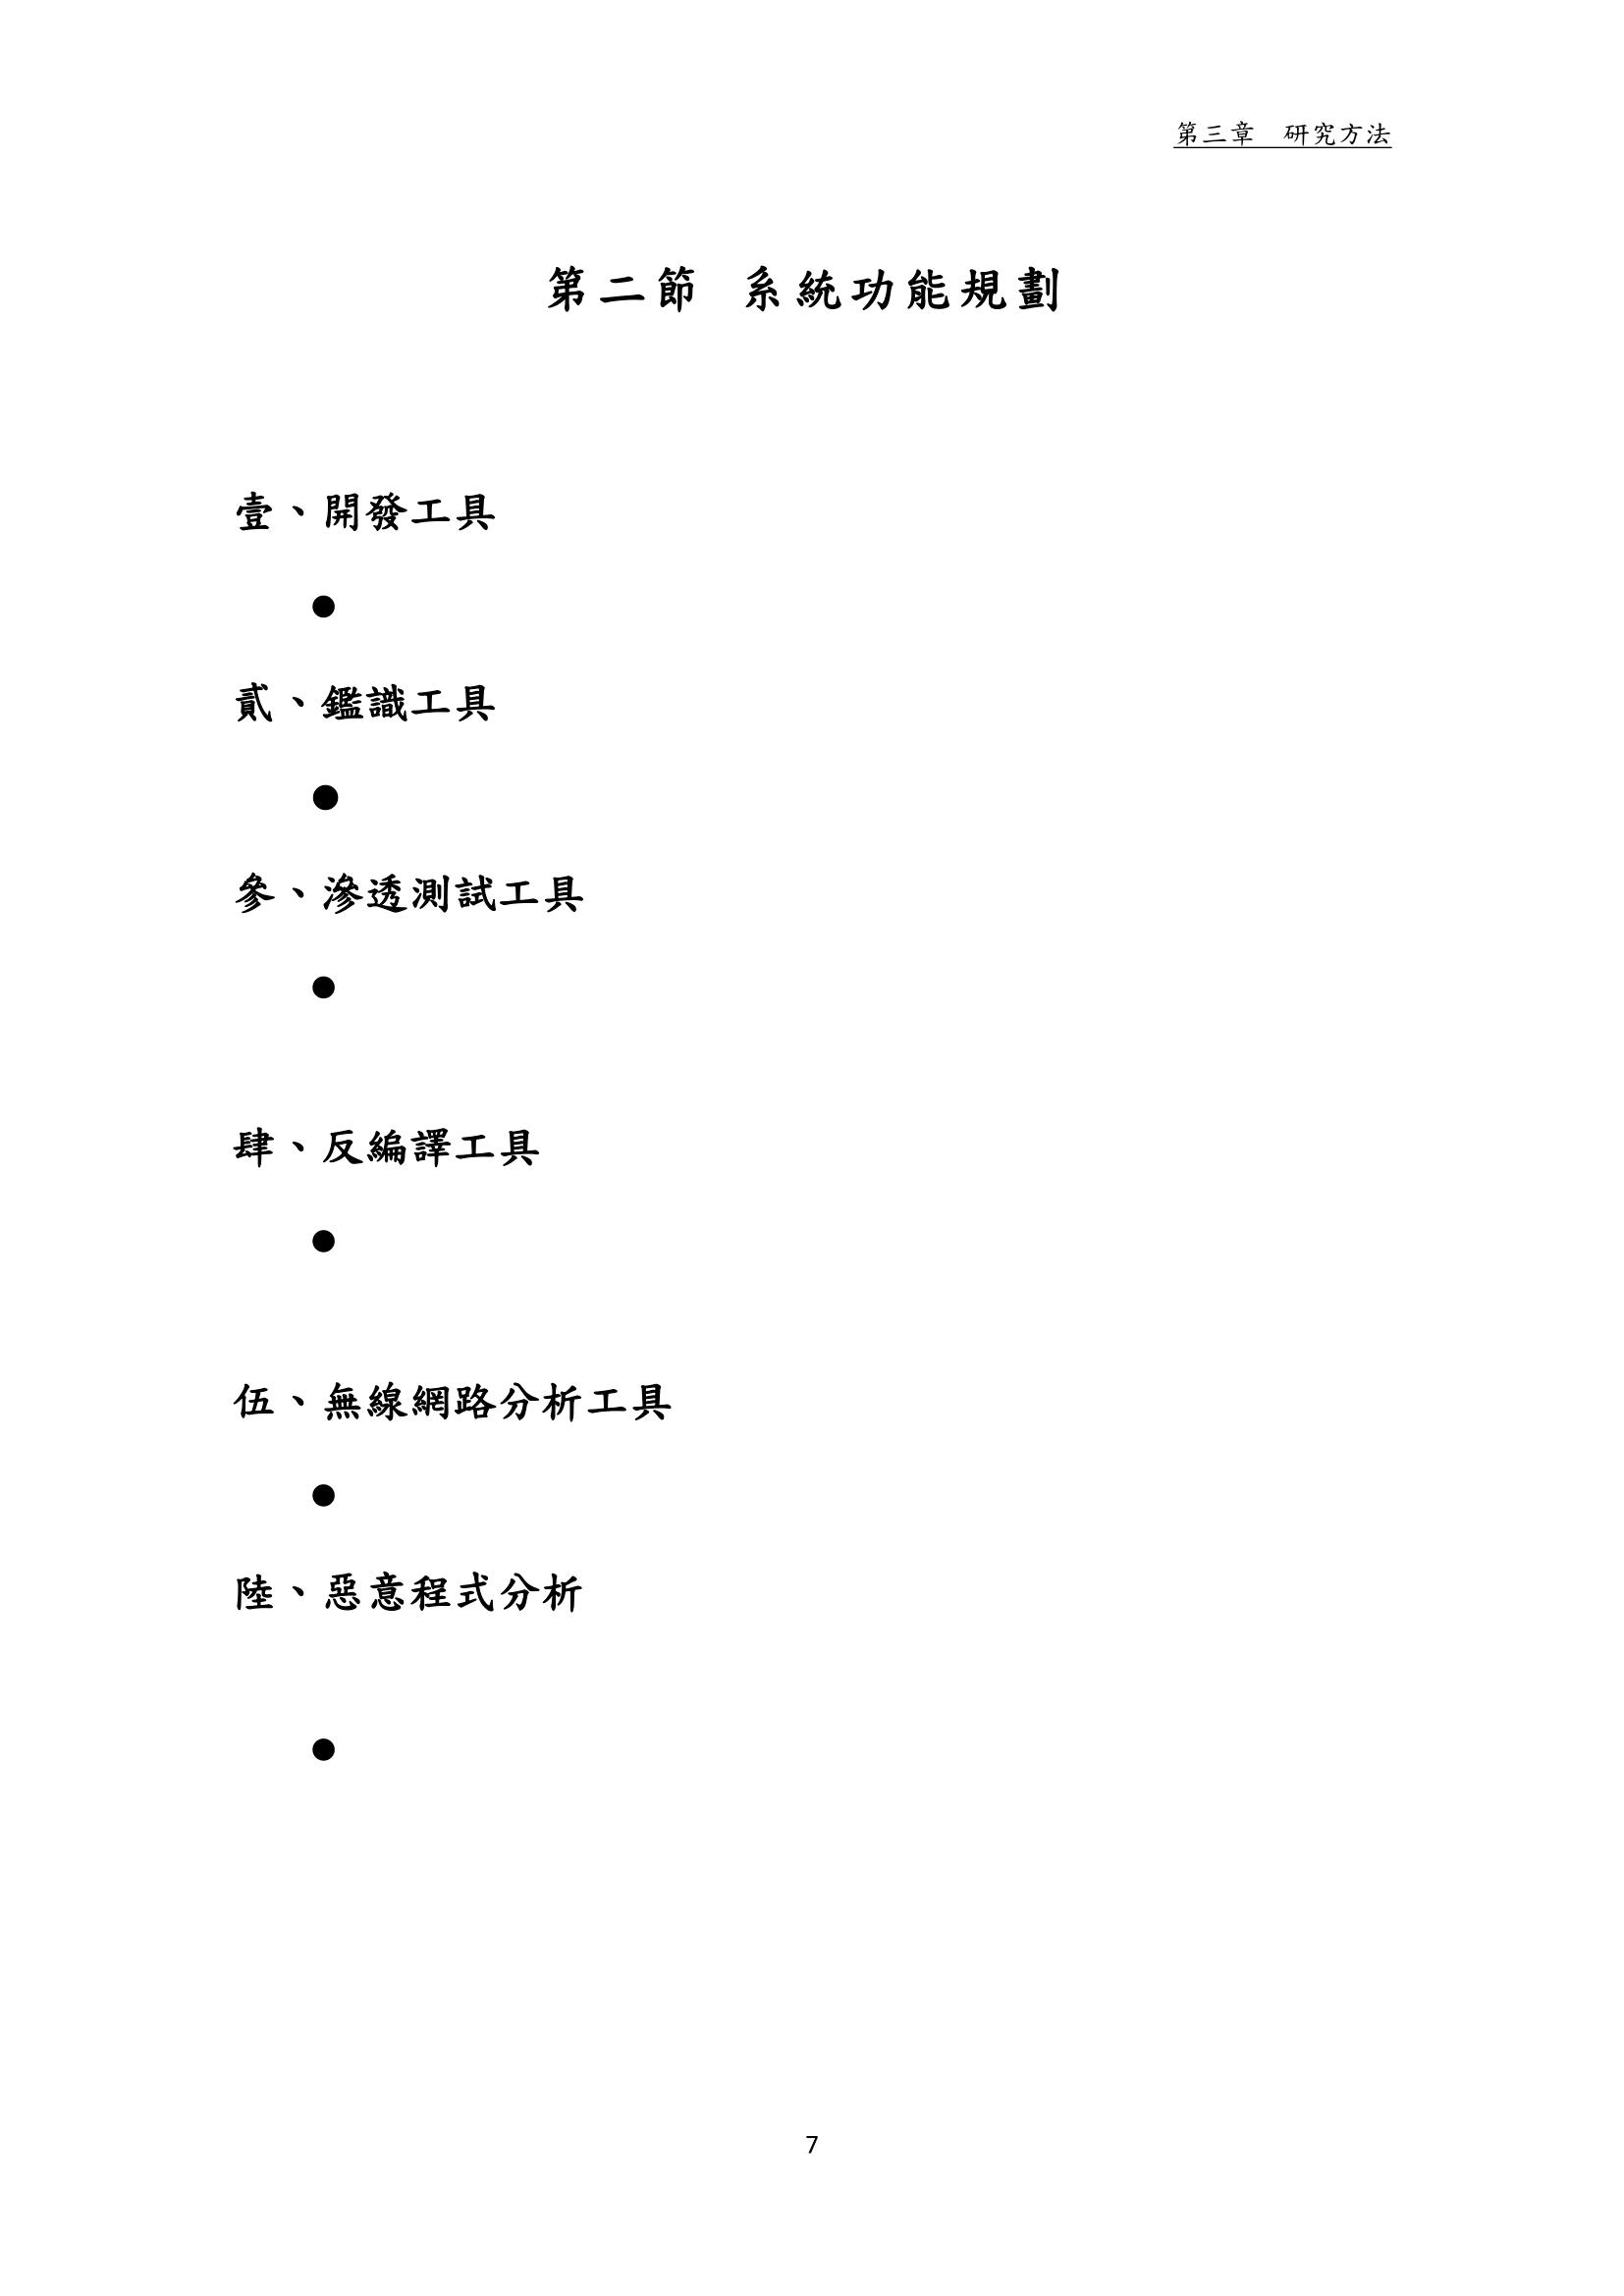 第三章　研究方法
第二節 系統功能規劃
壹、開發工具
●
貳、鑑識工具
●
參、滲透測試工具
●
肆、反編譯工具
●
伍、無線網路分析工具
●
陸、惡意程式分析
●
7